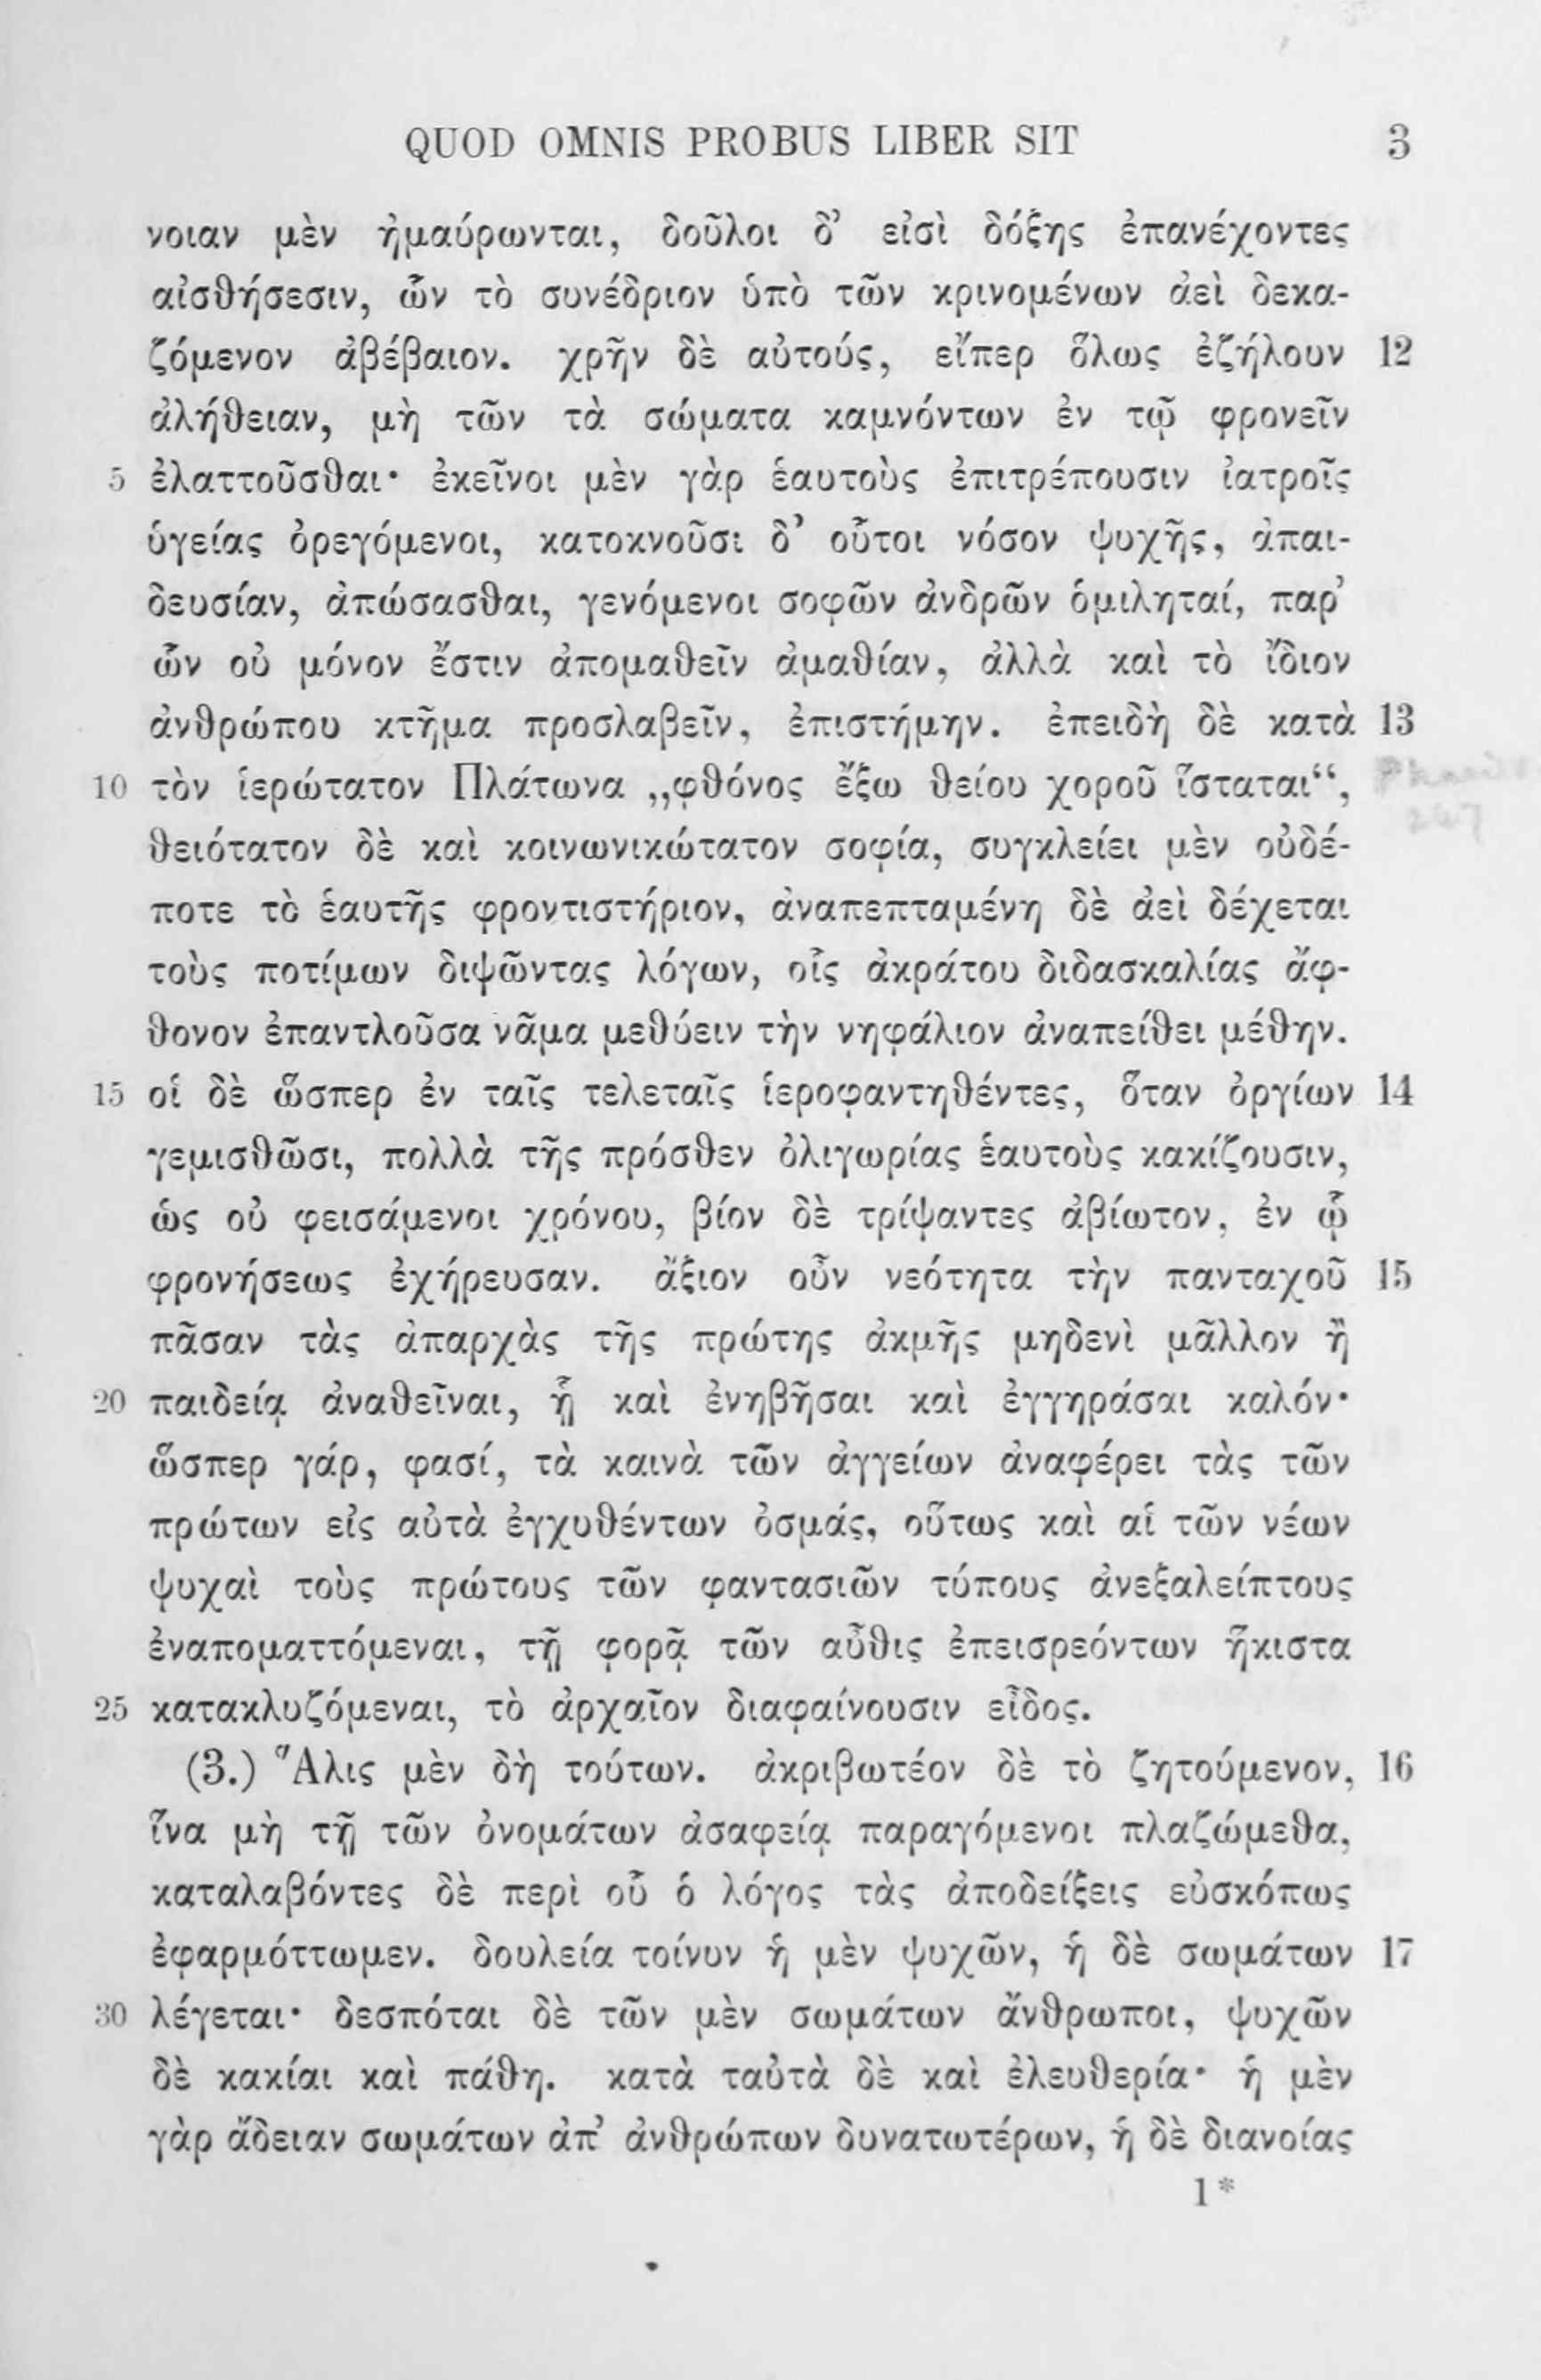 QUOD OMNIS PROBUS LIBER SIT 3
νοιαν μὲν ἠμαύρωνται, δοῦλοι δ’ εἰσὶ δόξης ἐπανέχοντες
αἰσθήσεσιν, ὧν τὸ συνέδριον ὑπὸ τῶν κρινομένων ἀεὶ δεκα-
ζόμενον ἀβέβαιον. χρῆν δὲ αὐτούς, εἴπερ ὅλως ἐζήλουν 12
ἀλήθειαν, μὴ τῶν τὰ σώματα καμνόντων ἐν τῷ φρονεῖν
5 ἐλαττοῦσθαι· ἐκεῖνοι μὲν γὰρ ἑαυτοὺς ἐπιτρέπουσιν ἰατροῖς
ὑγείας ὀρεγόμενοι, κατοκνοῦσι δ’ οὗτοι νόσον ψυχῆς, ἀπαι-
δευσίαν, ἀπώσασθαι, γενόμενοι σοφῶν ἀνδρῶν ὁμιληταί, παρ’
ὧν οὐ μόνον ἔστιν ἀπομαθεῖν ἀμαθίαν, ἀλλὰ καὶ τὸ ἴδιον
ἀνθρώπου κτῆμα προσλαβεῖν, ἐπιστήμην. ἐπειδὴ δὲ κατὰ 13
10 τὸν ἱερώτατον Πλάτωνα „φθόνος ἔξω θείου χοροῦ ἵσταται“,
θειότατον δὲ καὶ κοινωνικώτατον σοφία, συγκλείει μὲν οὐδέ-
ποτε τὸ ἑαυτῆς φροντιστήριον, ἀναπεπταμένη δὲ ἀεὶ δέχεται
τοὺς ποτίμων διψῶντας λόγων, οἷς ἀκράτου διδασκαλίας ἄφ-
θονον ἐπαντλοῦσα νᾶμα μεθύειν τὴν νηφάλιον ἀναπείθει μέθην.
15 οἱ δὲ ὥσπερ ἐν ταῖς τελεταῖς ἱεροφαντηθέντες, ὅταν ὀργίων 14
γεμισθῶσι, πολλὰ τῆς πρόσθεν ὀλιγωρίας ἑαυτοὺς κακίζουσιν,
ὡς οὐ φεισάμενοι χρόνου, βίον δὲ τρίψαντες ἀβίωτον, ἐν ᾧ
φρονήσεως ἐχήρευσαν. ἄξιον οὖν νεότητα τὴν πανταχοῦ 15
πᾶσαν τὰς ἀπαρχὰς τῆς πρώτης ἀκμῆς μηδενὶ μᾶλλον ἢ
20 παιδείᾳ ἀναθεῖναι, ᾗ καὶ ἐνηβῆσαι καὶ ἐγγηράσαι καλόν·
ὥσπερ γάρ, φασί, τὰ καινὰ τῶν ἀγγείων ἀναφέρει τὰς τῶν
πρώτων εἰς αὐτὰ ἐγχυθέντων ὀσμάς, οὕτως καὶ αἱ τῶν νέων
ψυχαὶ τοὺς πρώτους τῶν φαντασιῶν τύπους ἀνεξαλείπτους
ἐναποματτόμεναι, τῇ φορᾷ τῶν αὖθις ἐπεισρεόντων ἥκιστα
25 κατακλυζόμεναι, τὸ ἀρχαῖον διαφαίνουσιν εἶδος.
(3.) Ἅλις μὲν δὴ τούτων. ἀκριβωτέον δὲ τὸ ζητούμενον, 16
ἵνα μὴ τῇ τῶν ὀνομάτων ἀσαφείᾳ παραγόμενοι πλαζώμεθα,
καταλαβόντες δὲ περὶ οὗ ὁ λόγος τὰς ἀποδείξεις εὐσκόπως
ἐφαρμόττωμεν. δουλεία τοίνυν ἡ μὲν ψυχῶν, ἡ δὲ σωμάτων 17
30 λέγεται· δεσπόται δὲ τῶν μὲν σωμάτων ἄνθρωποι, ψυχῶν
δὲ κακίαι καὶ πάθη. κατὰ ταὐτὰ δὲ καὶ ἐλευθερία· ἡ μὲν
γὰρ ἄδειαν σωμάτων ἀπ’ ἀνθρώπων δυνατωτέρων, ἡ δὲ διανοίας
1*